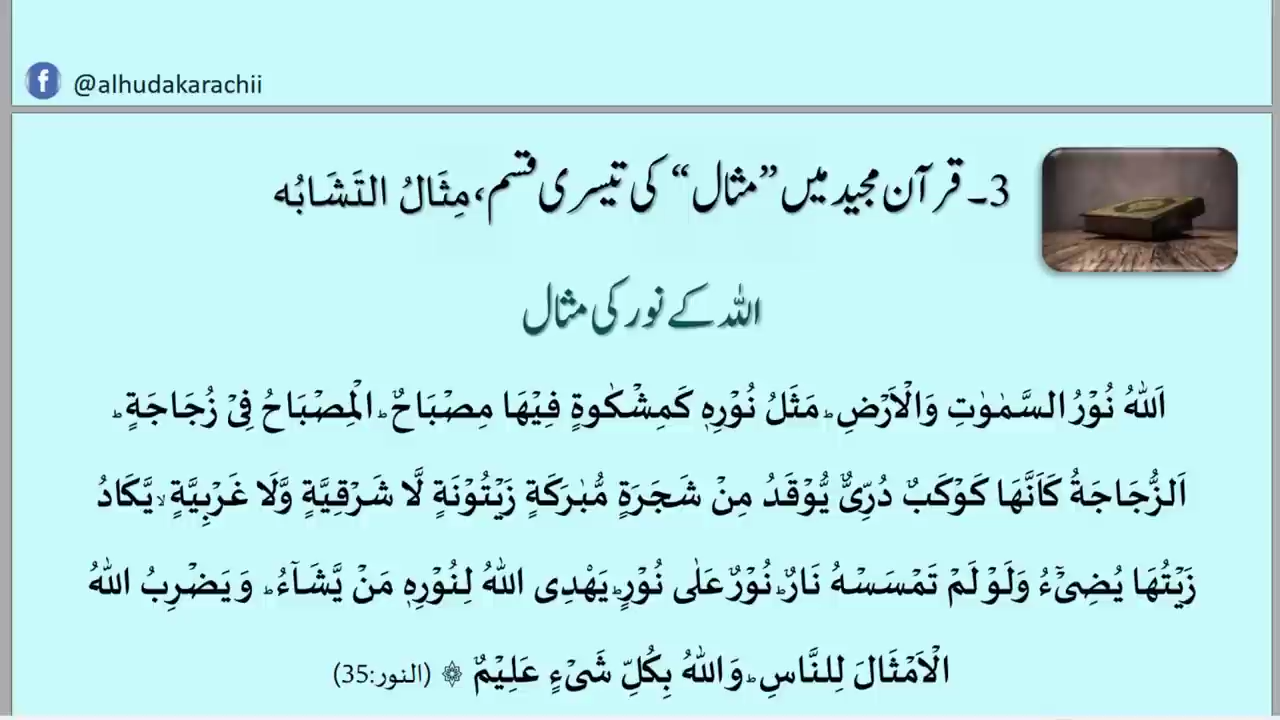 @alhudakarachii
3۔ قرآن مجید میں ”مثال“ کی تیسری قسم، مِثَالُ التَشَابُه
اللہ کے نور کی مثال
اَللّٰهُ نُوْرُ السَّمٰوٰتِ وَالْاَرْضِ ؕ مَثَلُ نُوْرِهٖ كَمِشْكٰوةٍ فِيْهَا مِصْبَاحٌ ؕ الْمِصْبَاحُ فِیْ زُجَاجَةٍ ؕ
اَلزُّجَاجَةُ كَاَنَّهَا كَوْكَبٌ دُرِّیٌّ يُّوْقَدُ مِنْ شَجَرَةٍ مُّبٰرَكَةٍ زَيْتُوْنَةٍ لَّا شَرْقِيَّةٍ وَّلَا غَرْبِيَّةٍ ۙ يَّكَادُ
زَيْتُهَا يُضِیْٓءُ وَلَوْ لَمْ تَمْسَسْهُ نَارٌ ؕ نُوْرٌ عَلٰی نُوْرٍ ؕ يَهْدِی اللّٰهُ لِنُوْرِهٖ مَنْ يَّشَآءُ ؕ وَيَضْرِبُ اللّٰهُ
الْاَمْثَالَ لِلنَّاسِ ؕ وَاللّٰهُ بِكُلِّ شَیْءٍ عَلِيْمٌ ۞ (النور:35)